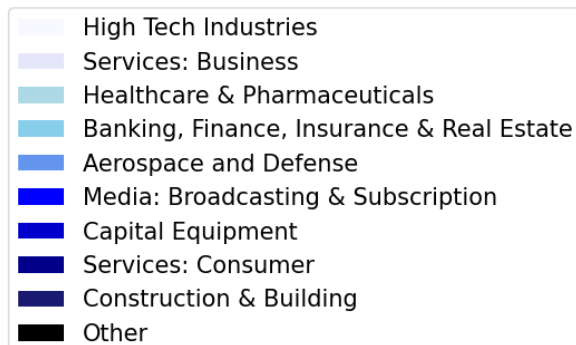 High Tech Industries
Services: Business
Healthcare & Pharmaceuticals
Banking, Finance, Insurance & Real Estate
Aerospace and Defense
Media: Broadcasting & Subscription
Capital Equipment
Services: Consumer
Construction & Building
Other